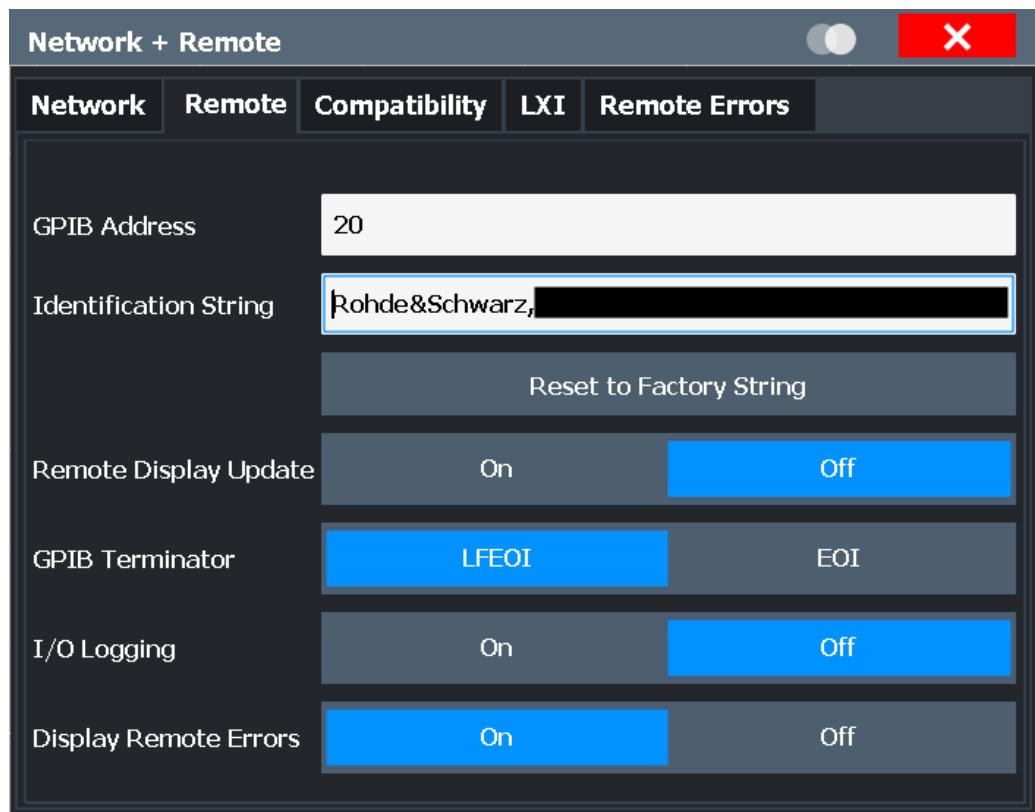 Network + Remote
Network Remote Compatibility LXI Remote Errors
GPIB Address 20
Identification String Rohde&Schwarz,
Reset to Factory String
Remote Display Update On Off
GPIB Terminator LFEOI EOI
I/O Logging On Off
Display Remote Errors On Off